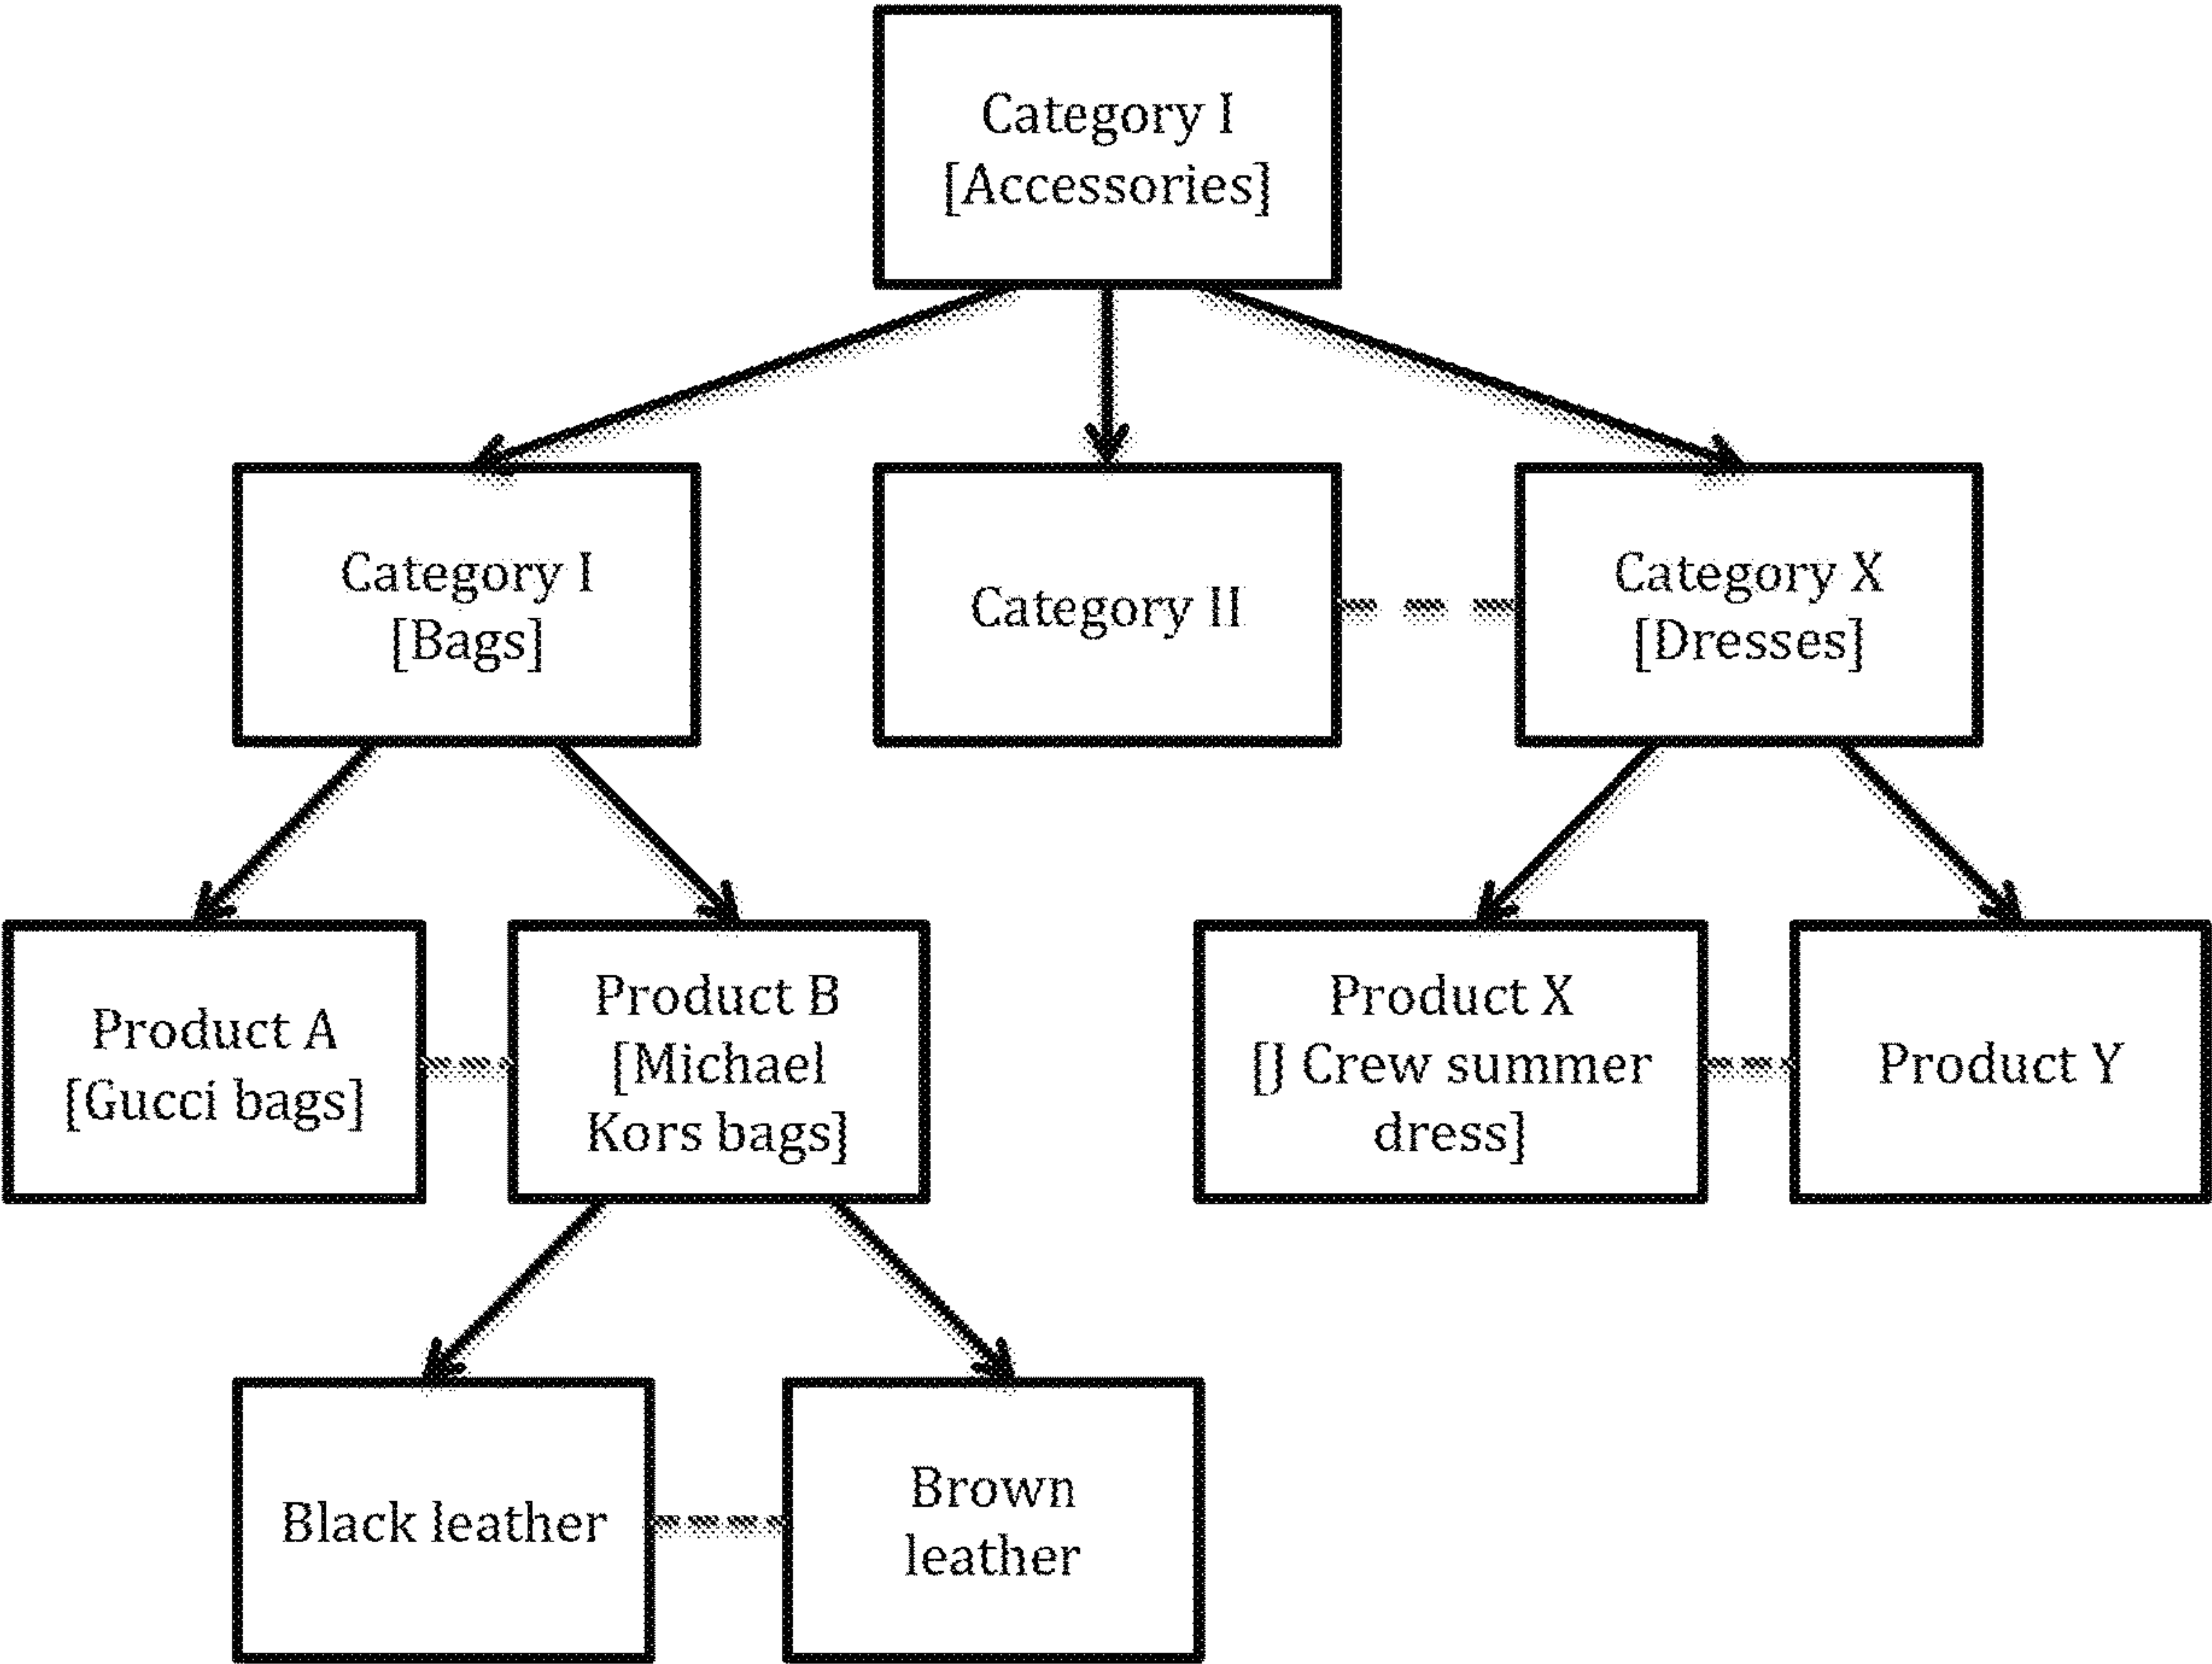 Category I
[Accessories]
Category I
[Bags]
Category II
Category X
[Dresses]
Product A
[Gucci bags]
Product B
[Michael
Kors bags]
Product X
[J Crew summer
dress]
Product Y
Black leather
Brown
leather